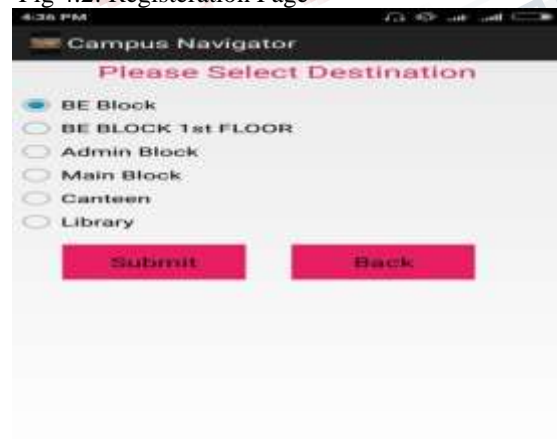 Fig 4.2: Registeration Page
4:36 PM
Campus Navigator
Please Select Destination
BE Block
BE BLOCK 1st FLOOR
Admin Block
Main Block
Canteen
Library
Submit
Back